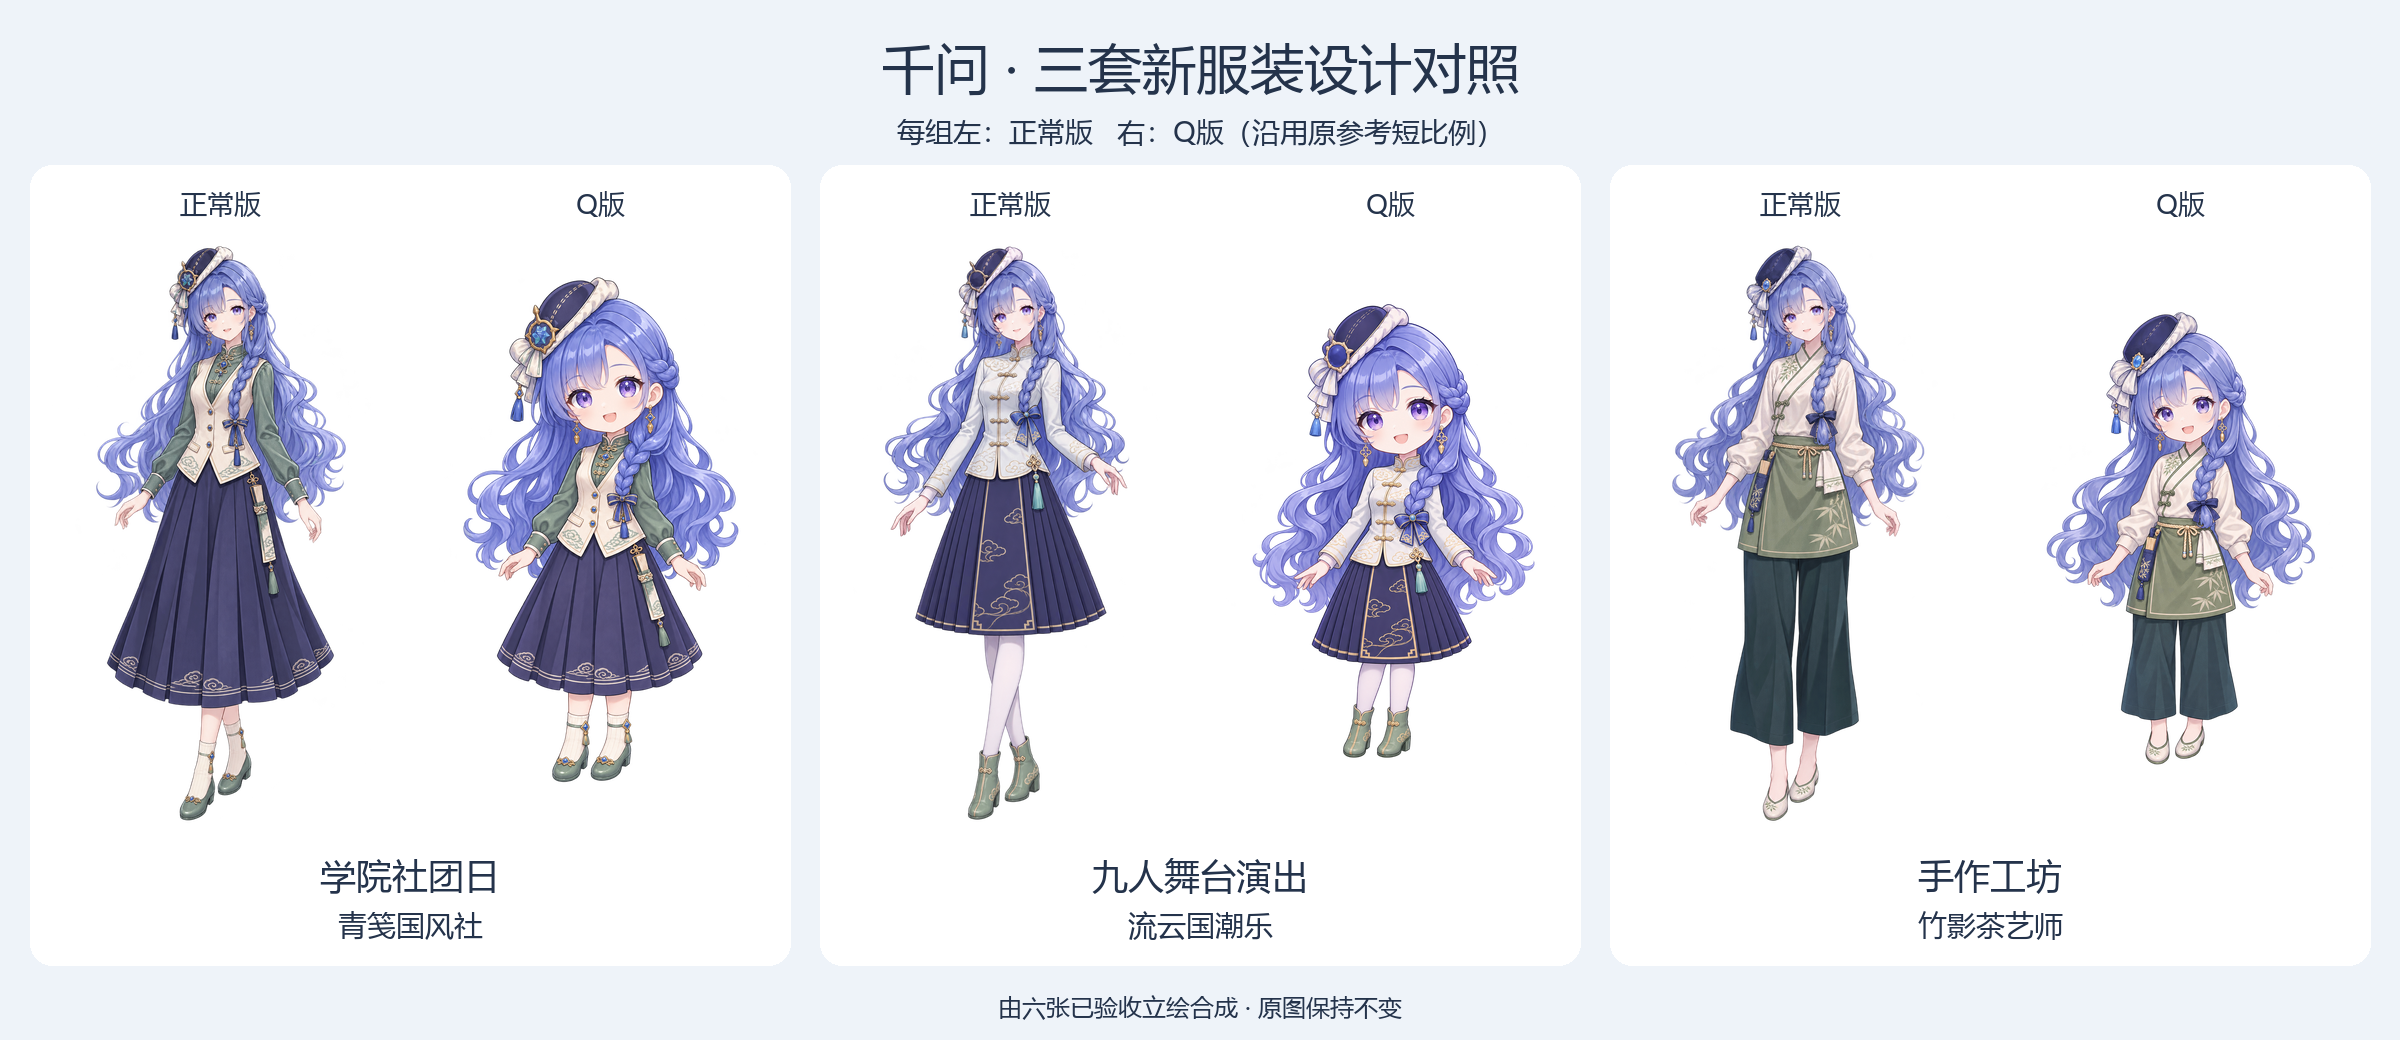 千问 · 三套新服装设计对照
每组左：正常版 右：Q版（沿用原参考短比例）
正常版
Q版
学院社团日
青笺国风社
正常版
Q版
九人舞台演出
流云国潮乐
正常版
Q版
手作工坊
竹影茶艺师
由六张已验收立绘合成 · 原图保持不变